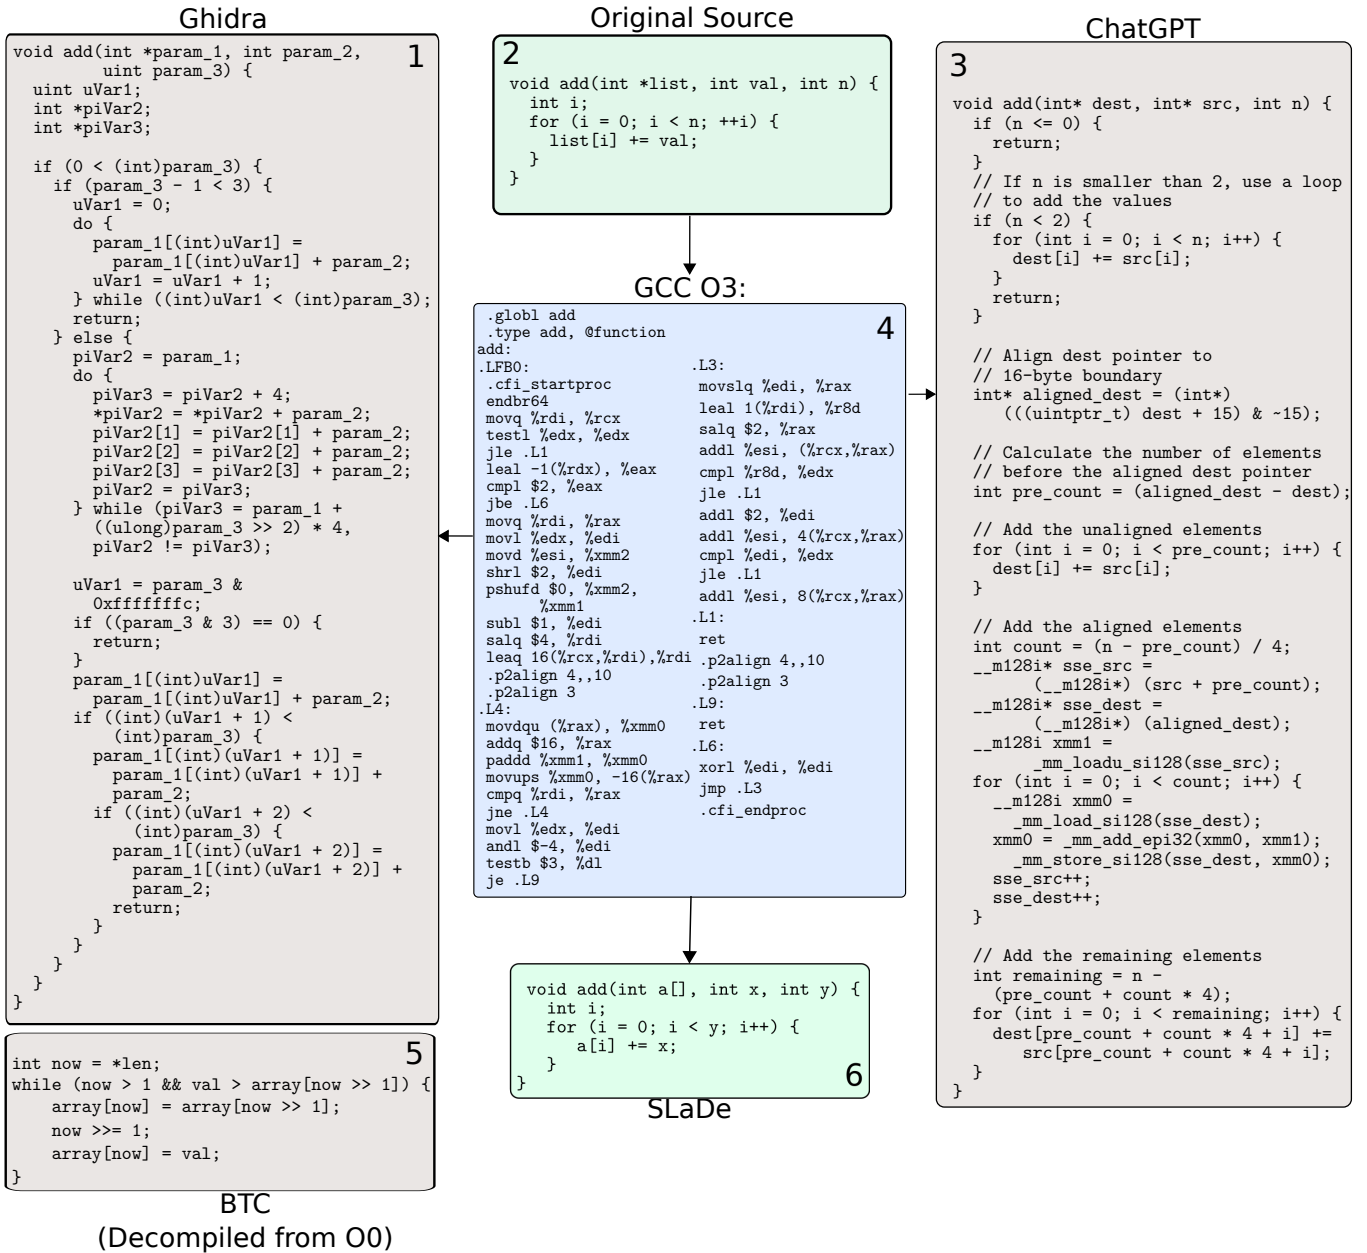 Ghidra
1
void add(int *param_1, int param_2,
uint param_3) {
uint uVar1;
int *piVar2;
int *piVar3;
if (0 < (int)param_3) {
if (param_3 - 1 < 3) {
uVar1 = 0;
do {
param_1[(int)uVar1] =
param_1[(int)uVar1] + param_2;
uVar1 = uVar1 + 1;
} while ((int)uVar1 < (int)param_3);
return;
} else {
piVar2 = param_1;
do {
piVar3 = piVar2 + 4;
*piVar2 = *piVar2 + param_2;
piVar2[1] = piVar2[1] + param_2;
piVar2[2] = piVar2[2] + param_2;
piVar2[3] = piVar2[3] + param_2;
piVar2 = piVar3;
} while (piVar3 = param_1 +
((ulong)param_3 >> 2) * 4,
piVar2 != piVar3);
uVar1 = param_3 &
0xfffffffc;
if ((param_3 & 3) == 0) {
return;
}
param_1[(int)uVar1] =
param_1[(int)uVar1] + param_2;
if ((int)(uVar1 + 1) <
(int)param_3) {
param_1[(int)(uVar1 + 1)] =
param_1[(int)(uVar1 + 1)] +
param_2;
if ((int)(uVar1 + 2) <
(int)param_3) {
param_1[(int)(uVar1 + 2)] =
param_1[(int)(uVar1 + 2)] +
param_2;
return;
}
}
}
}
}
5
int now = *len;
while (now > 1 && val > array[now >> 1]) {
array[now] = array[now >> 1];
now >>= 1;
array[now] = val;
}
BTC
(Decompiled from O0)
Original Source
2
void add(int *list, int val, int n) {
int i;
for (i = 0; i < n; ++i) {
list[i] += val;
}
}
GCC O3:
4
.globl add
.type add, @function
add:
.LFB0:
.cfi_startproc
endbr64
movq %rdi, %rcx
testl %edx, %edx
jle .L1
leal -1(%rdx), %eax
cmpl $2, %eax
jbe .L6
movq %rdi, %rax
movl %edx, %edi
movd %esi, %xmm2
shrl $2, %edi
pshufd $0, %xmm2,
%xmm1
subl $1, %edi
salq $4, %rdi
leaq 16(%rcx,%rdi),%rdi
.p2align 4,,10
.p2align 3
.L4:
movdqu (%rax), %xmm0
addq $16, %rax
paddd %xmm1, %xmm0
movups %xmm0, -16(%rax)
cmpq %rdi, %rax
jne .L4
movl %edx, %edi
andl $-4, %edi
testb $3, %dl
je .L9
.L3:
movslq %edi, %rax
leal 1(%rdi), %r8d
salq $2, %rax
addl %esi, (%rcx,%rax)
cmpl %r8d, %edx
jle .L1
addl $2, %edi
addl %esi, 4(%rcx,%rax)
cmpl %edi, %edx
jle .L1
addl %esi, 8(%rcx,%rax)
.L1:
ret
.p2align 4,,10
.p2align 3
.L9:
ret
.L6:
xorl %edi, %edi
jmp .L3
.cfi_endproc
void add(int a[], int x, int y) {
int i;
for (i = 0; i < y; i++) {
a[i] += x;
}
}
6
SLaDe
ChatGPT
3
void add(int* dest, int* src, int n) {
if (n <= 0) {
return;
}
// If n is smaller than 2, use a loop
// to add the values
if (n < 2) {
for (int i = 0; i < n; i++) {
dest[i] += src[i];
}
return;
}
// Align dest pointer to
// 16-byte boundary
int* aligned_dest = (int*)
(((uintptr_t) dest + 15) & ~15);
// Calculate the number of elements
// before the aligned dest pointer
int pre_count = (aligned_dest - dest);
// Add the unaligned elements
for (int i = 0; i < pre_count; i++) {
dest[i] += src[i];
}
// Add the aligned elements
int count = (n - pre_count) / 4;
__m128i* sse_src =
(__m128i*) (src + pre_count);
__m128i* sse_dest =
(__m128i*) (aligned_dest);
__m128i xmm1 =
_mm_loadu_si128(sse_src);
for (int i = 0; i < count; i++) {
__m128i xmm0 =
_mm_load_si128(sse_dest);
xmm0 = _mm_add_epi32(xmm0, xmm1);
_mm_store_si128(sse_dest, xmm0);
sse_src++;
sse_dest++;
}
// Add the remaining elements
int remaining = n -
(pre_count + count * 4);
for (int i = 0; i < remaining; i++) {
dest[pre_count + count * 4 + i] +=
src[pre_count + count * 4 + i];
}
}